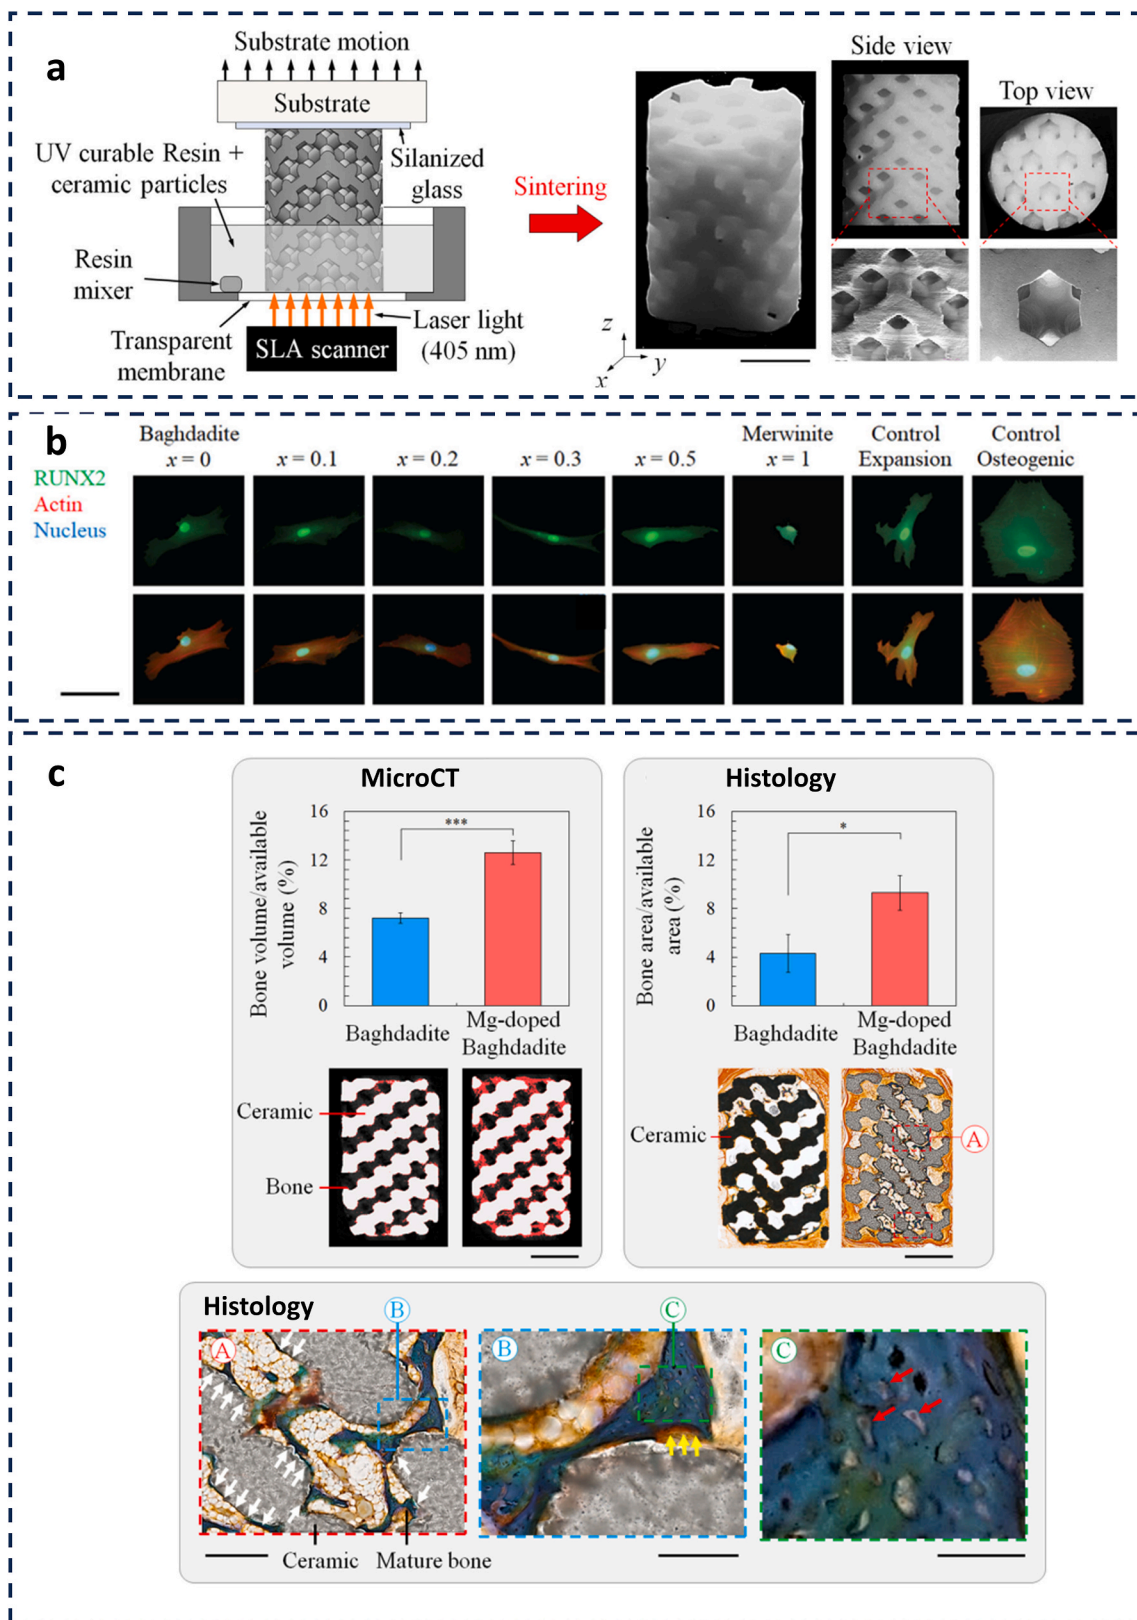 a
Substrate motion
Substrate
UV curable Resin +
ceramic particles
Silanized
glass
Resin
mixer
Transparent
membrane
SLA scanner
Laser light
(405 nm)
Sintering
z
y
x
Side view
Top view
b
RUNX2
Actin
Nucleus
Baghdadite
x = 0
x = 0.1
x = 0.2
x = 0.3
x = 0.5
Merwinite
x = 1
Control
Expansion
Control
Osteogenic
c
MicroCT
Bone volume/available
volume (%)
16
12
8
4
0
***
Baghdadite
Mg-doped
Baghdadite
Ceramic
Bone
Histology
Bone area/available
area (%)
16
12
8
4
0
*
Baghdadite
Mg-doped
Baghdadite
Ceramic
A
Histology
B
C
A
B
C
Ceramic
Mature bone